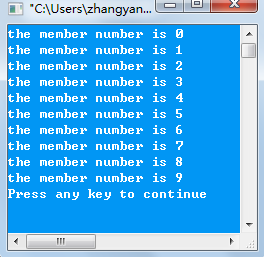 "C:\Users\zhangyan...
the member number is 0
the member number is 1
the member number is 2
the member number is 3
the member number is 4
the member number is 5
the member number is 6
the member number is 7
the member number is 8
the member number is 9
Press any key to continue